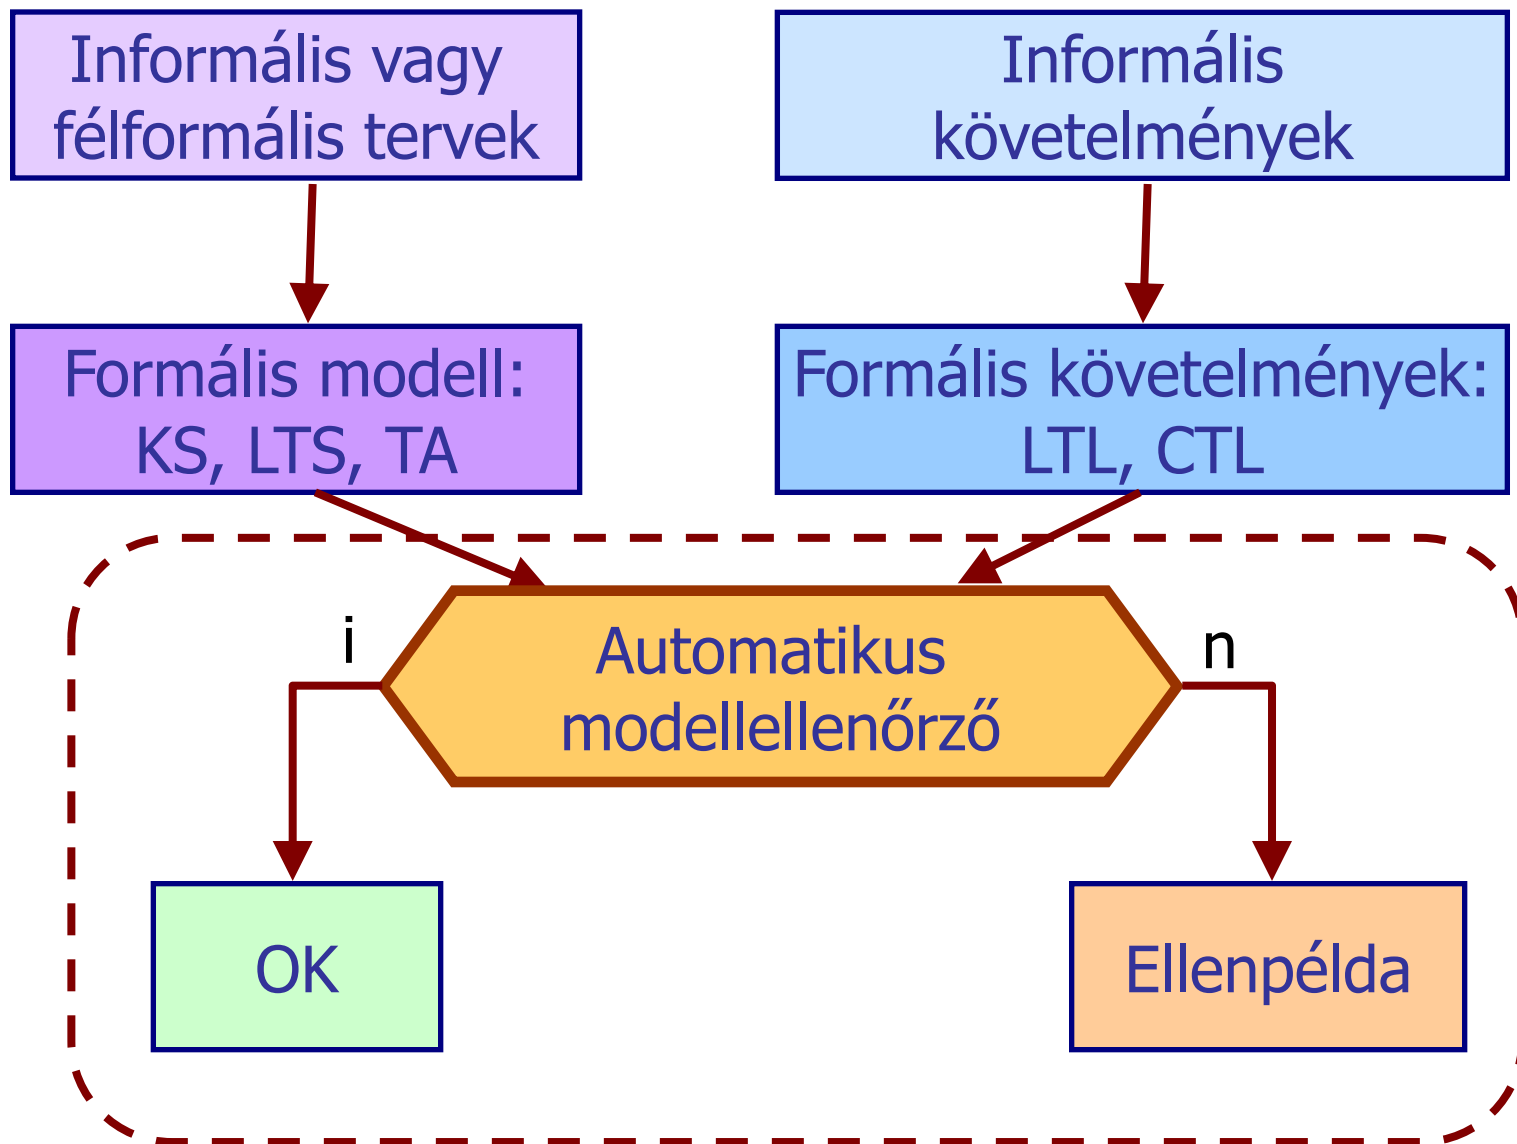 Informális vagy
félformális tervek
Informális
követelmények
Formális modell:
KS, LTS, TA
Formális követelmények:
LTL, CTL
i
Automatikus
modellellenőrző
n
OK
Ellenpélda